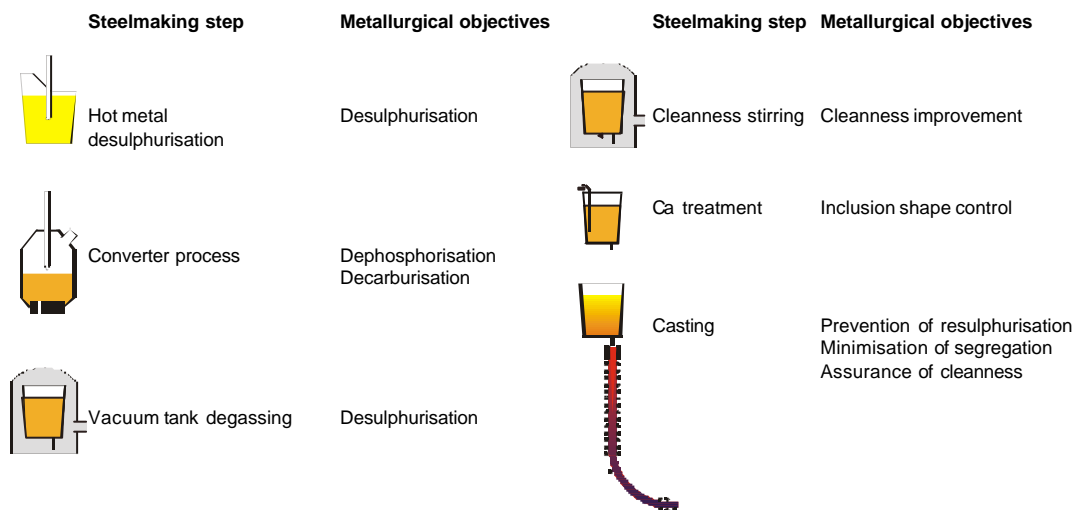 Steelmaking step Metallurgical objectives
Hot metal desulphurisation
Desulphurisation
Converter process
Dephosphorisation
Decarburisation
Vacuum tank degassing
Desulphurisation
Steelmaking step Metallurgical objectives
Cleanness stirring
Cleanness improvement
Ca treatment
Inclusion shape control
Casting
Prevention of resulphurisation
Minimisation of segregation
Assurance of cleanness